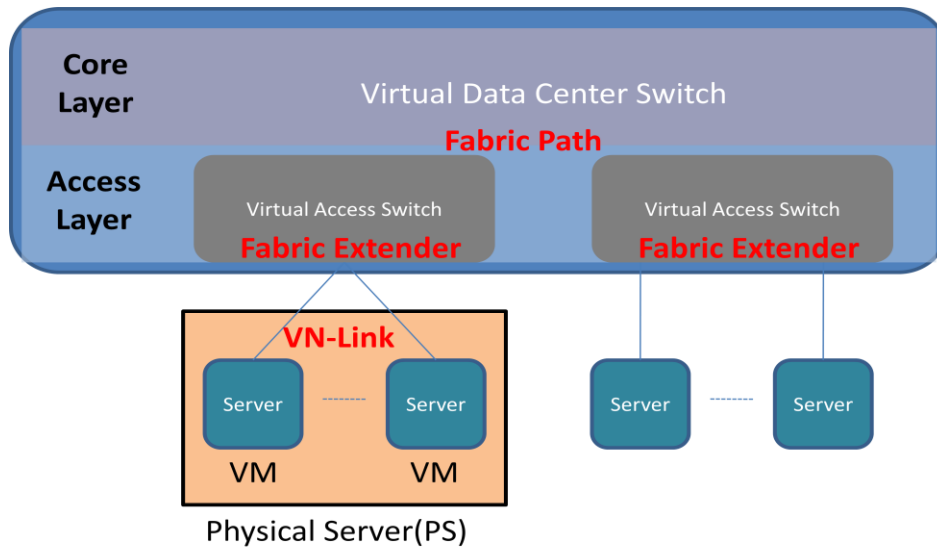 Core
Layer
Virtual Data Center Switch
Fabric Path
Access
Layer
Virtual Access Switch
Fabric Extender
Virtual Access Switch
Fabric Extender
VN-Link
Server
Server
Server
Server
VM
VM
Physical Server(PS)